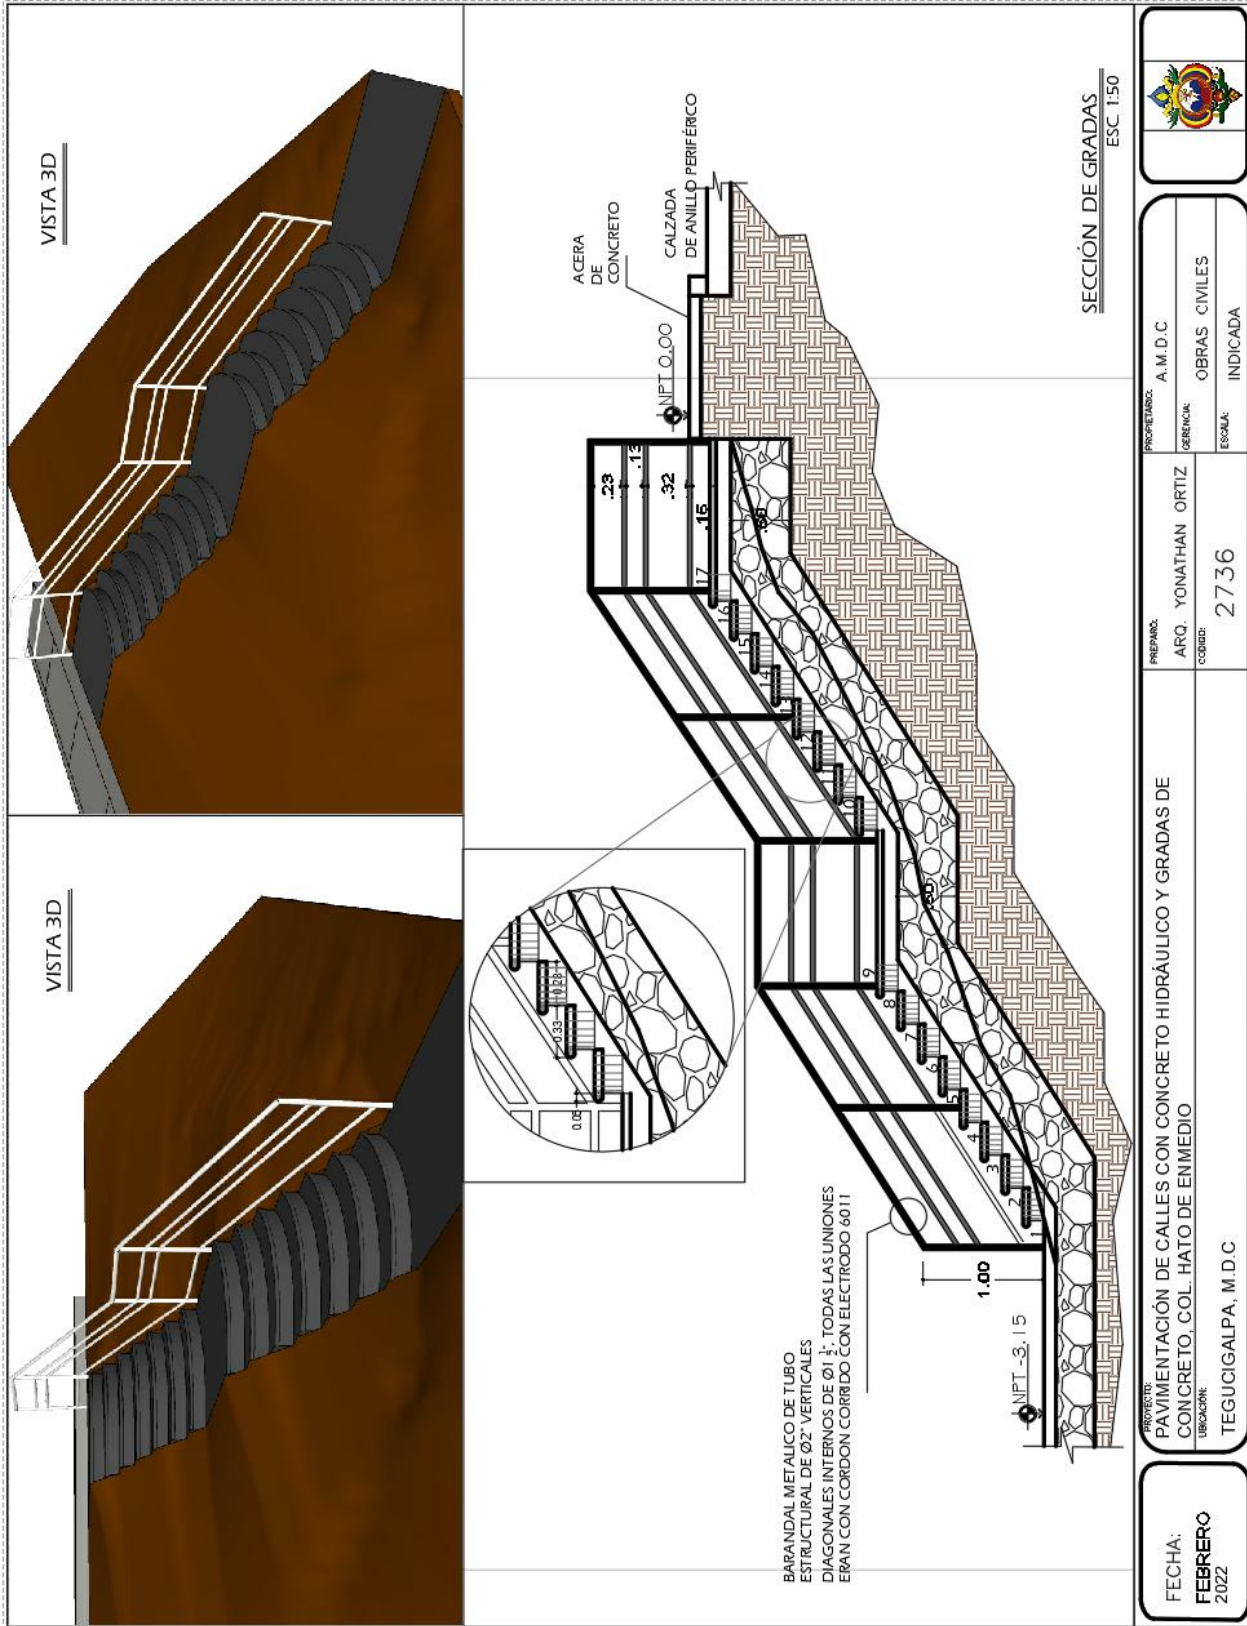 VISTA 3D
VISTA 3D
BARANDAL METALICO DE TUBO
ESTRUCTURAL DE Ø2" VERTICALES
DIAGONALES INTERNOS DE Ø1 ½", TODAS LAS UNIONES
ERAN CON CORDON CORRIDO CON ELECTRODO 6011
0.05
0.33
0.28
ACERA
DE
CONCRETO
CALZADA
DE ANILLO PERIFÉRICO
NPT 0.00
NPT -3.15
1.00
.23
.13
.32
.15
.60
.60
1
2
3
4
5
6
7
8
9
10
11
12
13
14
15
16
17
SECCIÓN DE GRADAS
ESC 1:50
FECHA:
FEBRERO
2022
PROYECTO:
PAVIMENTACIÓN DE CALLES CON CONCRETO HIDRÁULICO Y GRADAS DE
CONCRETO, COL. HATO DE ENMEDIO
UBICACIÓN:
TEGUCIGALPA, M.D.C
PREPARÓ:
ARQ. YONATHAN ORTIZ
CODIGO:
2736
PROPIETARIO:
A.M.D.C
GERENCIA:
OBRAS CIVILES
ESCALA:
INDICADA